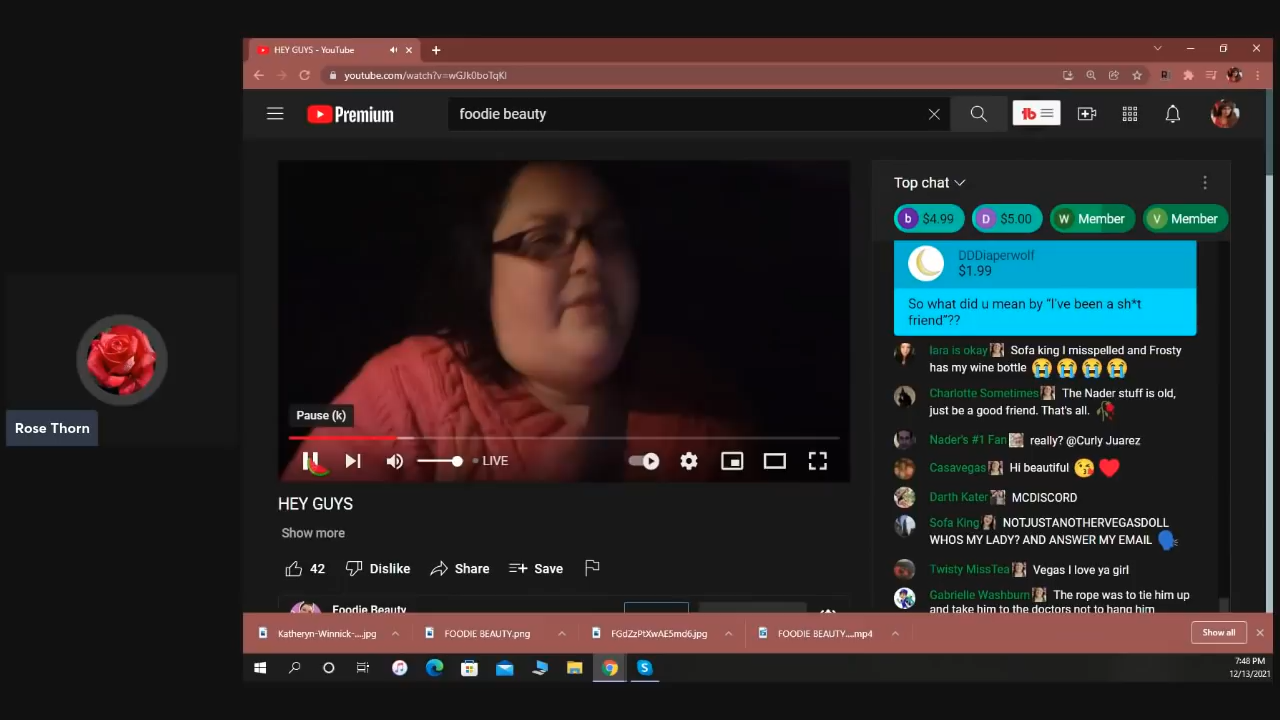 HEY GUYS - YouTube
youtube.com/watch?v=wGJk0boTqKI
Premium
foodie beauty
Top chat
b $4.99
D $5.00
W Member
V Member
DDDiaperwolf
$1.99
So what did u mean by "I've been a sh*t
friend"??
Iara is okay Sofa king I misspelled and Frosty
has my wine bottle
Charlotte Sometimes The Nader stuff is old,
just be a good friend. That's all.
Nader's #1 Fan really? @Curly Juarez
Casavegas Hi beautiful
Darth Kater MCDISCORD
Sofa King NOTJUSTANOTHERVEGASDOLL
WHOS MY LADY? AND ANSWER MY EMAIL
Twisty MissTea Vegas I love ya girl
Gabrielle Washburn The rope was to tie him up
and take him to the doctors not to hang him
Rose Thorn
Pause (k)
LIVE
HEY GUYS
Show more
42
Dislike
Share
Save
Foodie Beauty
Katheryn-Winnick-....jpg
FOODIE BEAUTY.png
FGdZzPtXwAE5md6.jpg
FOODIE BEAUTY....mp4
Show all
7:48 PM
12/13/2021